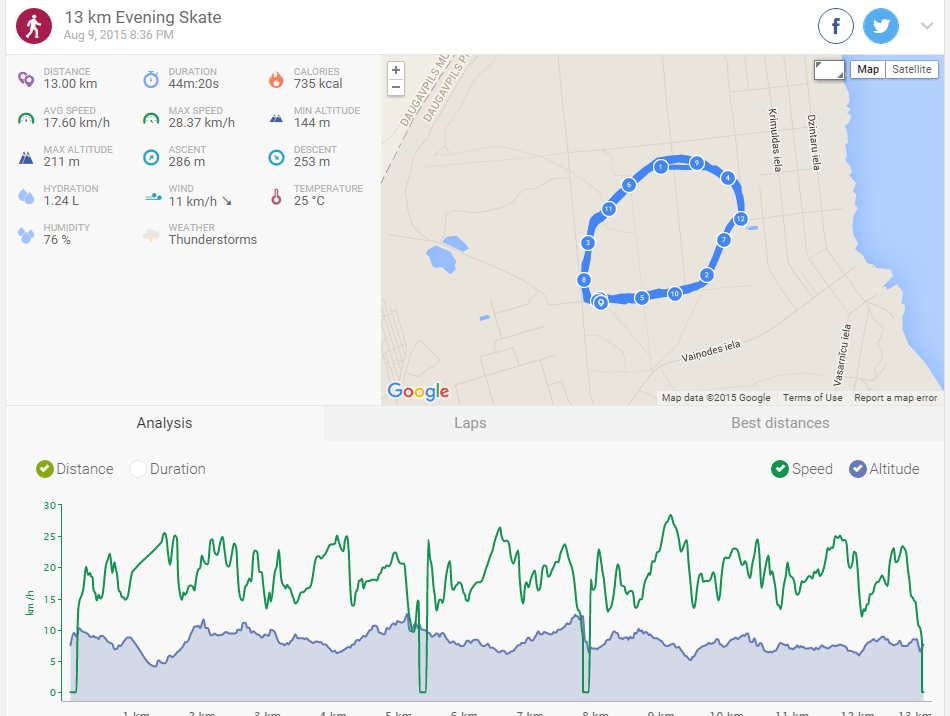 13 km Evening Skate
Aug 9, 2015 8:36 PM
DISTANCE
13.00 km
DURATION
44m:20s
CALORIES
735 kcal
AVG SPEED
17.60 km/h
MAX SPEED
28.37 km/h
MIN ALTITUDE
144 m
MAX ALTITUDE
211 m
ASCENT
286 m
DESCENT
253 m
HYDRATION
1.24 L
WIND
11 km/h ↘
TEMPERATURE
25 °C
HUMIDITY
76 %
WEATHER
Thunderstorms
+
−
Map Satellite
DAUGAVPILS
DAUGAVPILS
Krimuldas iela
Dzintaru iela
1
9
4
6
11
12
3
7
8
2
5
10
Vaiņodes iela
Vasarnīcu iela
Google
Map data ©2015 Google Terms of Use Report a map error
Analysis Laps Best distances
Distance Duration Speed Altitude
30
25
20
15
10
5
0
km/h
1 km 2 km 3 km 4 km 5 km 6 km 7 km 8 km 9 km 10 km 11 km 12 km 13 km